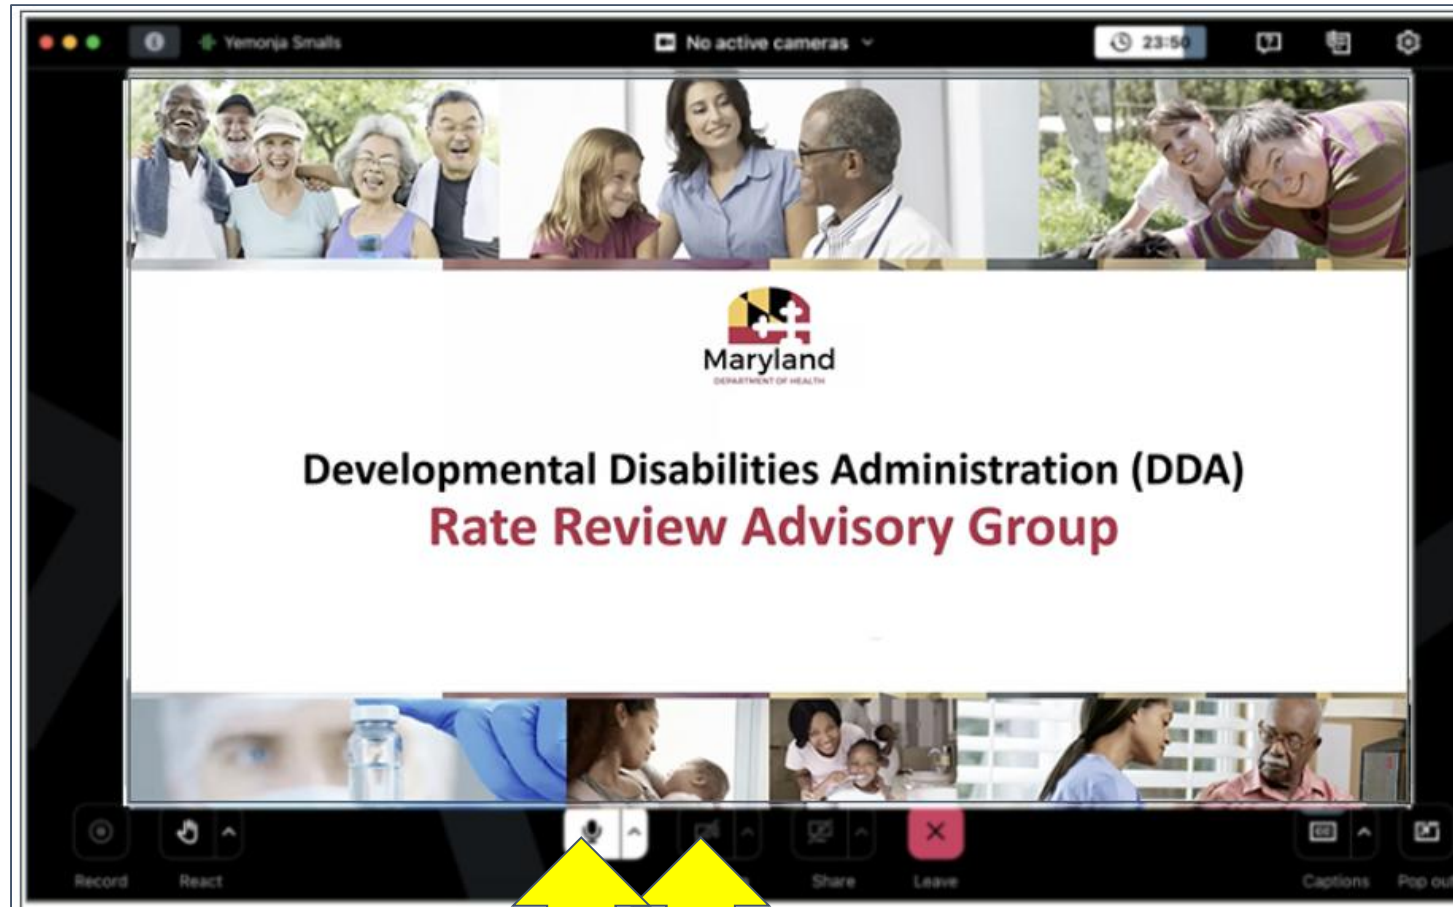 Yemonja Smalls
No active cameras
23:50
Maryland
DEPARTMENT OF HEALTH
Developmental Disabilities Administration (DDA)
Rate Review Advisory Group
Record
React
Share
Leave
CC
Captions
Pop out